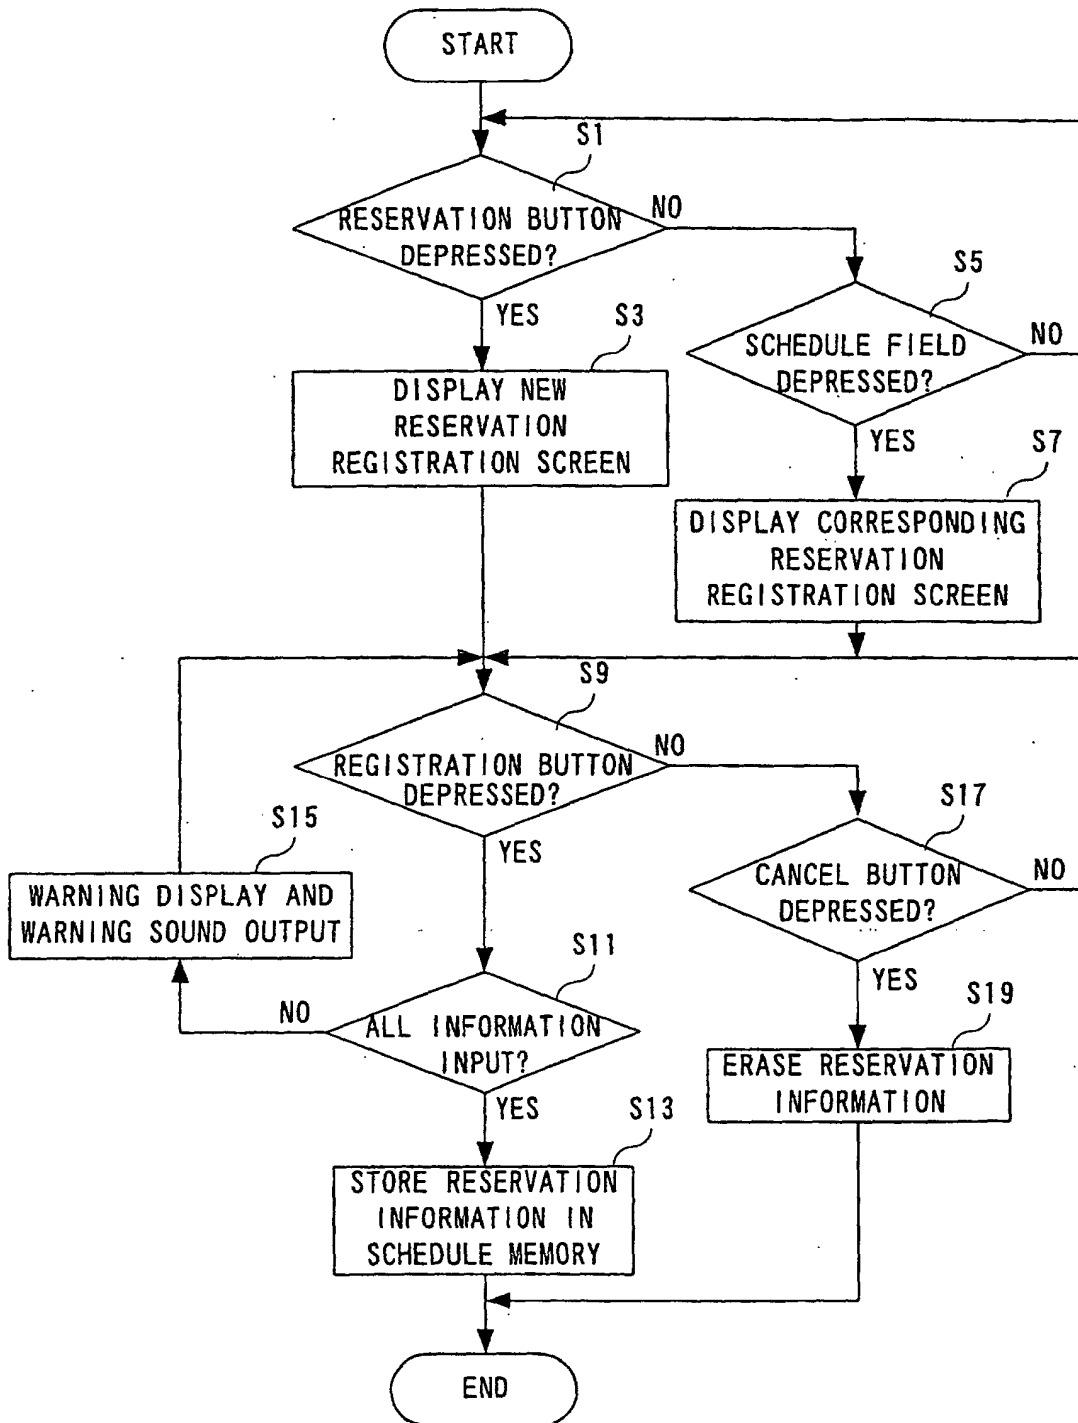 START
S1
RESERVATION BUTTON
DEPRESSED?
NO
YES
S5
SCHEDULE FIELD
DEPRESSED?
NO
YES
S3
DISPLAY NEW
RESERVATION
REGISTRATION SCREEN
S7
DISPLAY CORRESPONDING
RESERVATION
REGISTRATION SCREEN
S9
REGISTRATION BUTTON
DEPRESSED?
NO
YES
S17
CANCEL BUTTON
DEPRESSED?
NO
YES
S15
WARNING DISPLAY AND
WARNING SOUND OUTPUT
S11
ALL INFORMATION
INPUT?
NO
YES
S19
ERASE RESERVATION
INFORMATION
S13
STORE RESERVATION
INFORMATION IN
SCHEDULE MEMORY
END